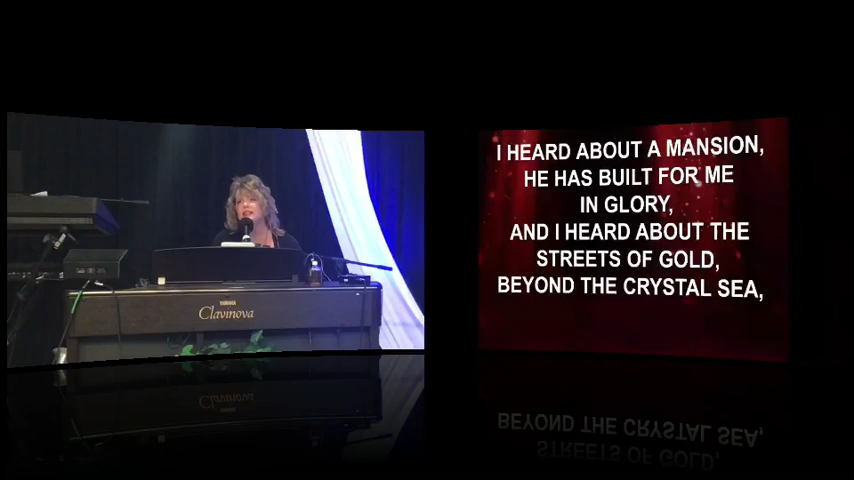 YAMAHA
Clavinova
I HEARD ABOUT A MANSION,
HE HAS BUILT FOR ME
IN GLORY,
AND I HEARD ABOUT THE
STREETS OF GOLD,
BEYOND THE CRYSTAL SEA,